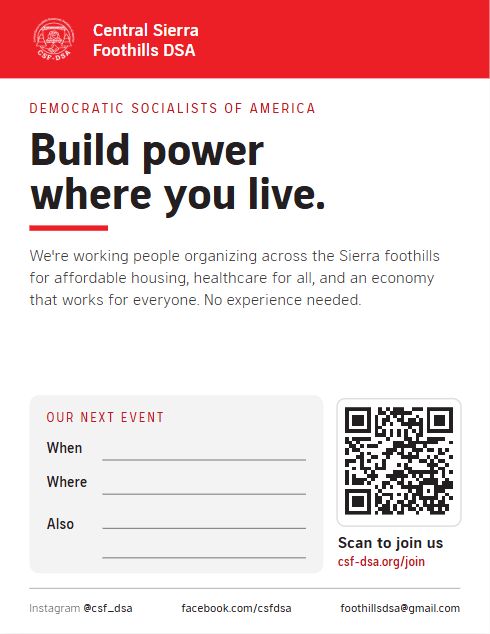 CSF-DSA
Central Sierra
Foothills DSA
DEMOCRATIC SOCIALISTS OF AMERICA
Build power
where you live.
We're working people organizing across the Sierra foothills
for affordable housing, healthcare for all, and an economy
that works for everyone. No experience needed.
OUR NEXT EVENT
When
Where
Also
Scan to join us
csf-dsa.org/join
Instagram @csf_dsa
facebook.com/csfdsa
foothillsdsa@gmail.com